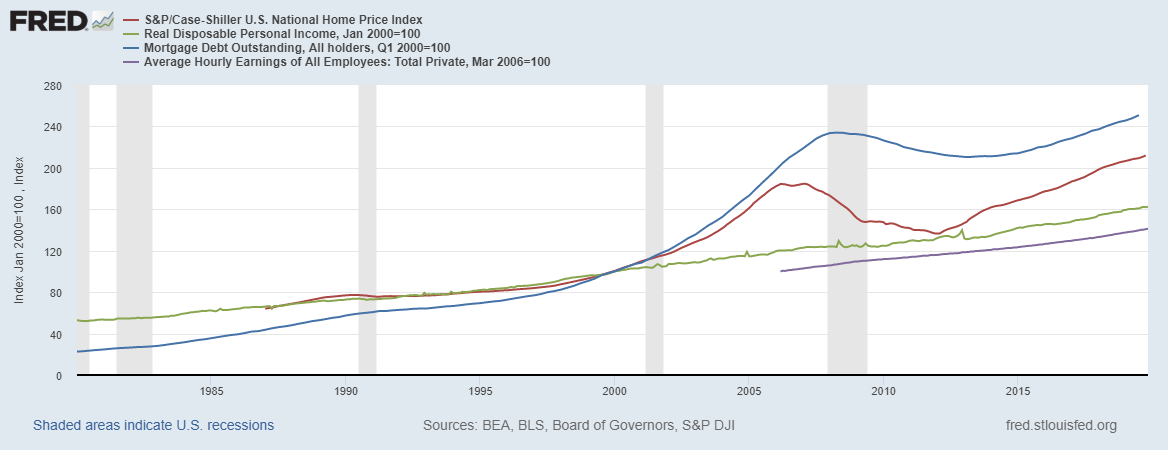 FRED
S&P/Case-Shiller U.S. National Home Price Index
Real Disposable Personal Income, Jan 2000=100
Mortgage Debt Outstanding, All holders, Q1 2000=100
Average Hourly Earnings of All Employees: Total Private, Mar 2006=100
Index Jan 2000=100 , Index
280
240
200
160
120
80
40
0
1985 1990 1995 2000 2005 2010 2015
Shaded areas indicate U.S. recessions Sources: BEA, BLS, Board of Governors, S&P DJI fred.stlouisfed.org